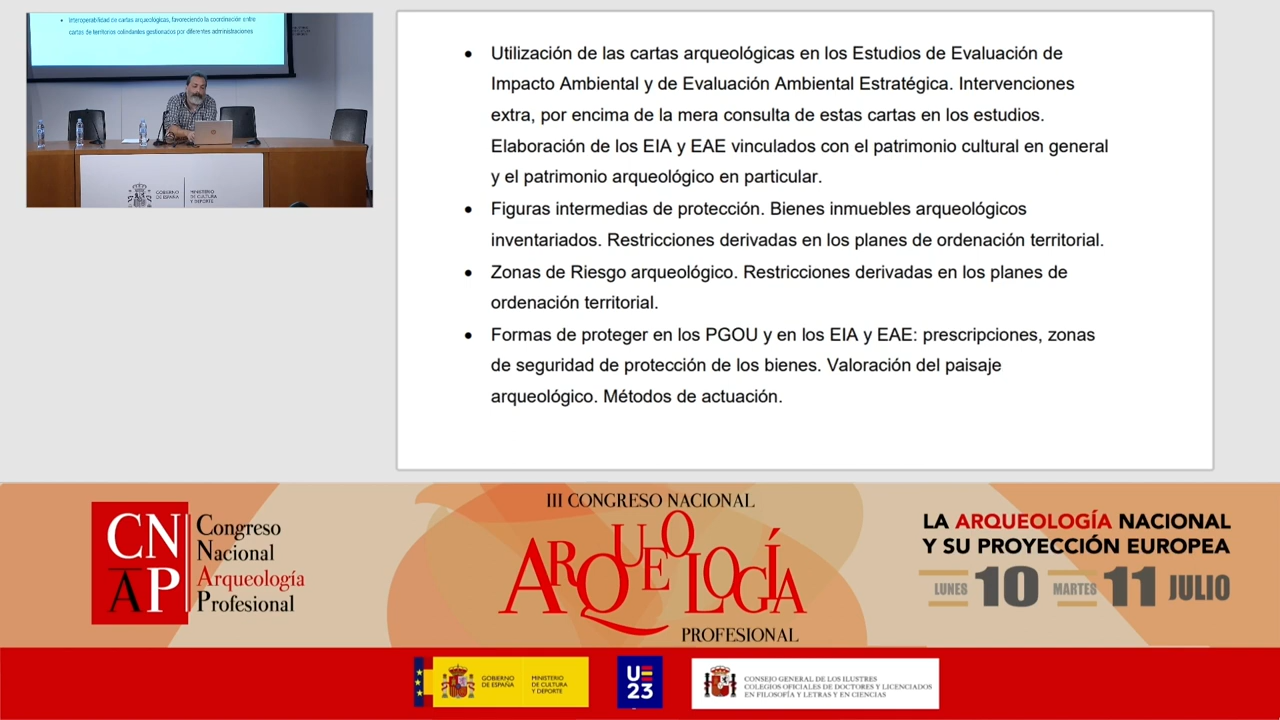 • Interoperabilidad de cartas arqueológicas, favoreciendo la coordinación entre
cartas de territorios colindantes gestionados por diferentes administraciones
GOBIERNO
DE ESPAÑA
MINISTERIO
DE CULTURA
Y DEPORTE
• Utilización de las cartas arqueológicas en los Estudios de Evaluación de
Impacto Ambiental y de Evaluación Ambiental Estratégica. Intervenciones
extra, por encima de la mera consulta de estas cartas en los estudios.
Elaboración de los EIA y EAE vinculados con el patrimonio cultural en general
y el patrimonio arqueológico en particular.
• Figuras intermedias de protección. Bienes inmuebles arqueológicos
inventariados. Restricciones derivadas en los planes de ordenación territorial.
• Zonas de Riesgo arqueológico. Restricciones derivadas en los planes de
ordenación territorial.
• Formas de proteger en los PGOU y en los EIA y EAE: prescripciones, zonas
de seguridad de protección de los bienes. Valoración del paisaje
arqueológico. Métodos de actuación.
CN
AP
Congreso
Nacional
Arqueología
Profesional
III CONGRESO NACIONAL
ARQUEOLOGÍA
PROFESIONAL
LA ARQUEOLOGÍA NACIONAL
Y SU PROYECCIÓN EUROPEA
LUNES 10 MARTES 11 JULIO
GOBIERNO
DE ESPAÑA
MINISTERIO
DE CULTURA
Y DEPORTE
UE
23
CONSEJO GENERAL DE LOS ILUSTRES
COLEGIOS OFICIALES DE DOCTORES Y LICENCIADOS
EN FILOSOFÍA Y LETRAS Y EN CIENCIAS